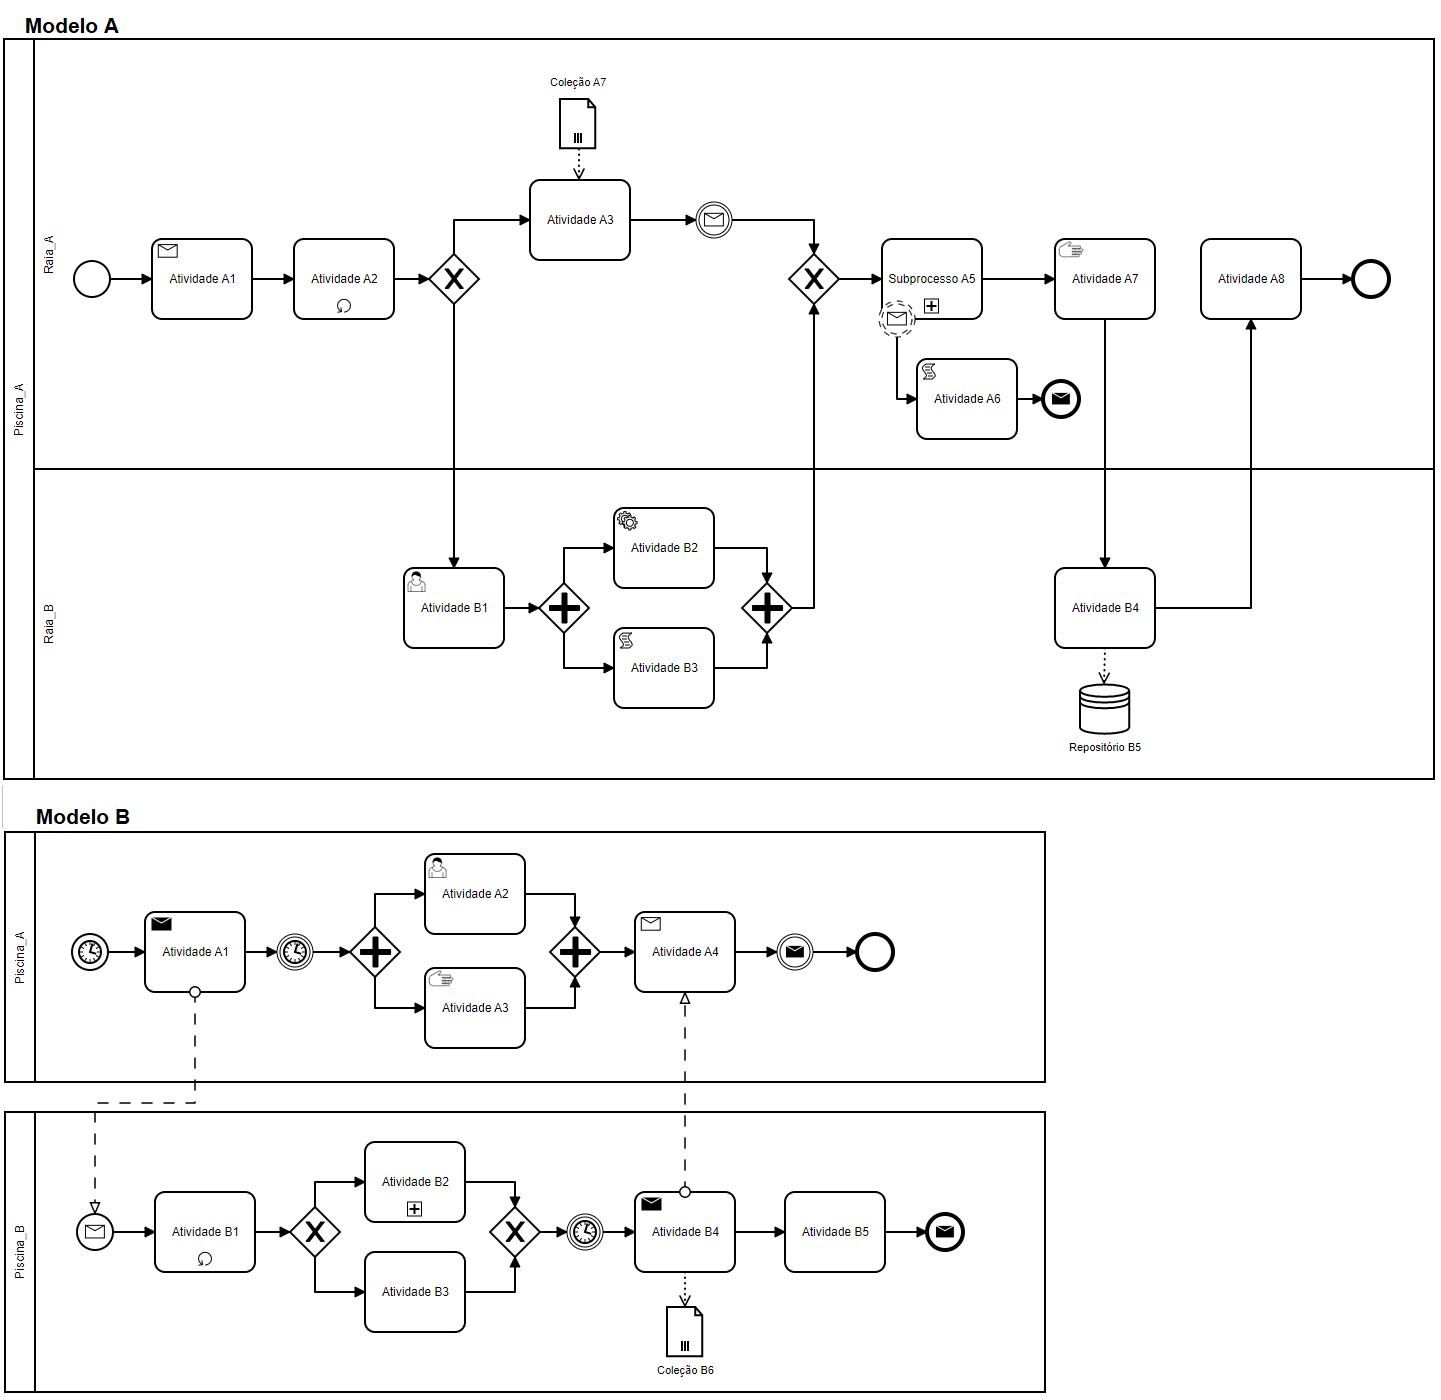 Modelo A
Piscina_A
Raia_A
Coleção A7
Atividade A3
Atividade A1
Atividade A2
Subprocesso A5
Atividade A7
Atividade A8
Atividade A6
Raia_B
Atividade B2
Atividade B1
Atividade B3
Atividade B4
Repositório B5
Modelo B
Piscina_A
Atividade A2
Atividade A1
Atividade A4
Atividade A3
Piscina_B
Atividade B2
Atividade B1
Atividade B4
Atividade B5
Atividade B3
Coleção B6